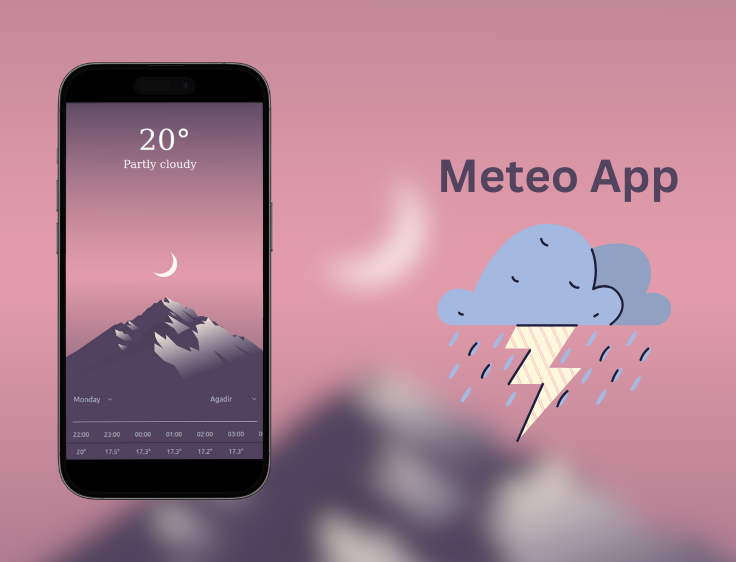 20°
Partly cloudy
Monday Agadir
22:00 23:00 00:00 01:00 02:00 03:00 0
20° 17.5° 17.3° 17.3° 17.2° 17.3°
Meteo App